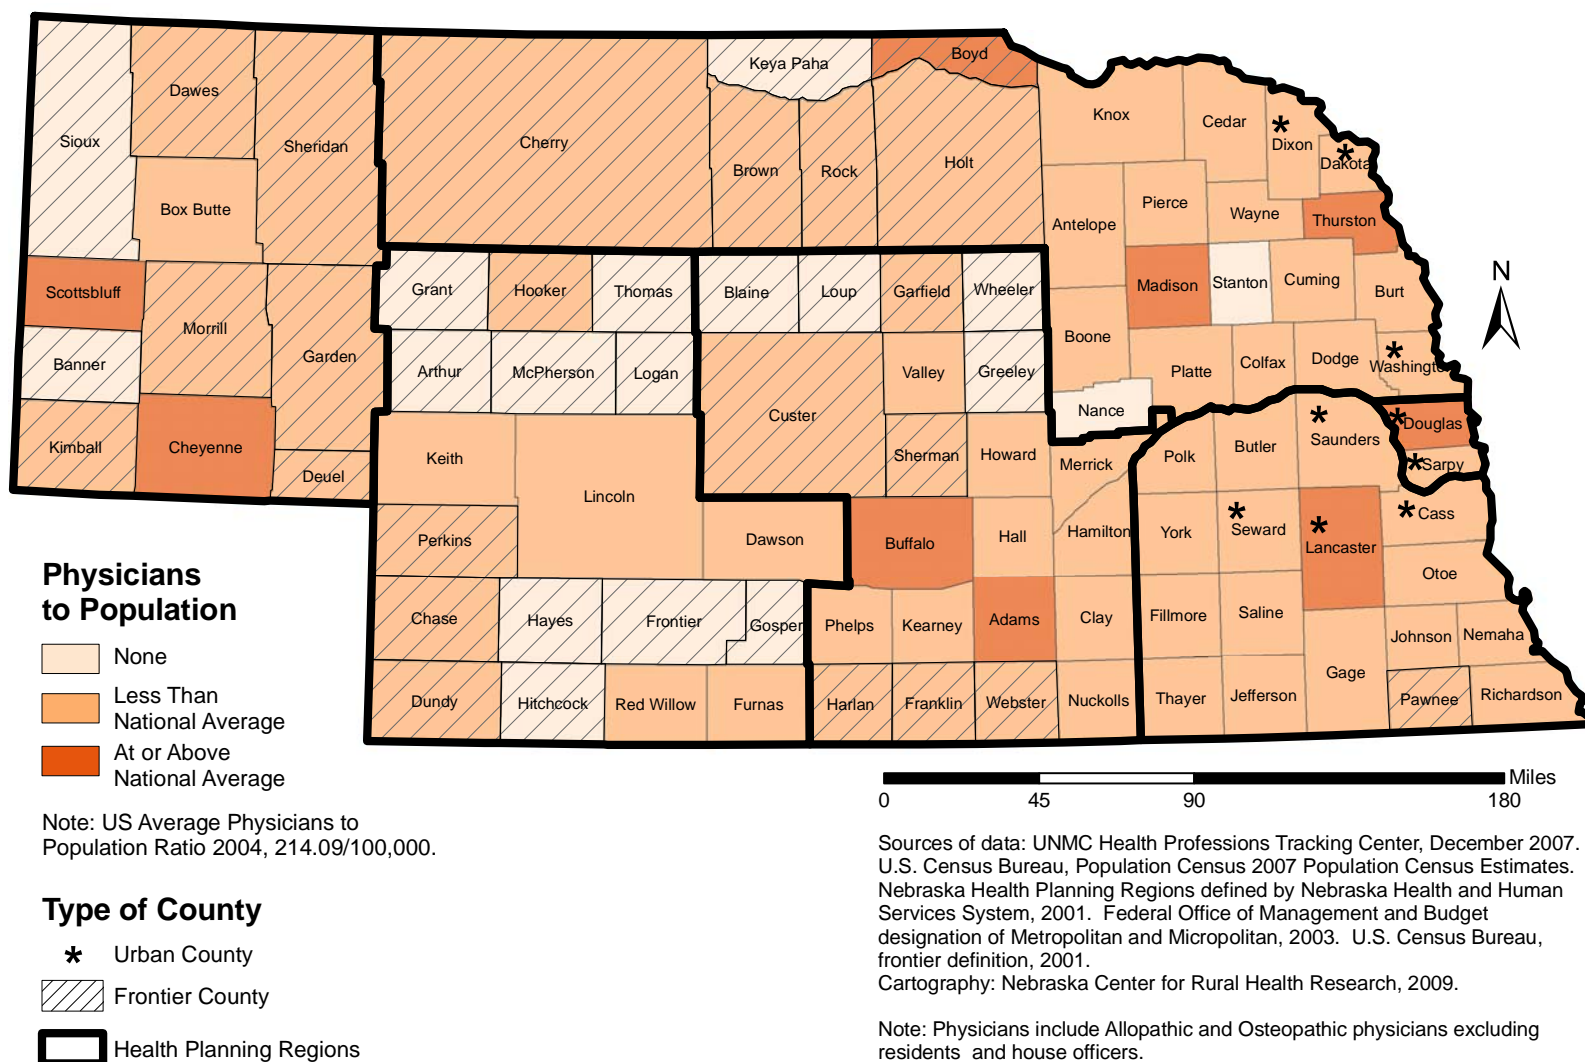 Keya Paha
Boyd
Dawes
Knox
Cedar
Sioux
Sheridan
Cherry
Brown
Rock
Holt
* Dixon
* Dakota
Box Butte
Antelope
Pierce
Wayne
Thurston
Scottsbluff
Grant
Hooker
Thomas
Blaine
Loup
Garfield
Wheeler
Madison
Stanton
Cuming
Burt
N
Morrill
Garden
Banner
Arthur
McPherson
Logan
Valley
Greeley
Boone
Platte
Colfax
Dodge
* Washingto
Custer
Nance
Kimball
Cheyenne
Deuel
Keith
Lincoln
Sherman
Howard
Merrick
Polk
Butler
* Saunders
* Douglas
* Sarpy
Perkins
Dawson
Buffalo
Hall
Hamilton
York
* Seward
* Lancaster
* Cass
Otoe
Chase
Hayes
Frontier
Gosper
Phelps
Kearney
Adams
Clay
Fillmore
Saline
Johnson
Nemaha
Gage
Dundy
Hitchcock
Red Willow
Furnas
Harlan
Franklin
Webster
Nuckolls
Thayer
Jefferson
Pawnee
Richardson
Physicians
to Population
None
Less Than
National Average
At or Above
National Average
Note: US Average Physicians to
Population Ratio 2004, 214.09/100,000.
Type of County
* Urban County
Frontier County
Health Planning Regions
Miles
0 45 90 180
Sources of data: UNMC Health Professions Tracking Center, December 2007.
U.S. Census Bureau, Population Census 2007 Population Census Estimates.
Nebraska Health Planning Regions defined by Nebraska Health and Human
Services System, 2001. Federal Office of Management and Budget
designation of Metropolitan and Micropolitan, 2003. U.S. Census Bureau,
frontier definition, 2001.
Cartography: Nebraska Center for Rural Health Research, 2009.
Note: Physicians include Allopathic and Osteopathic physicians excluding
residents and house officers.